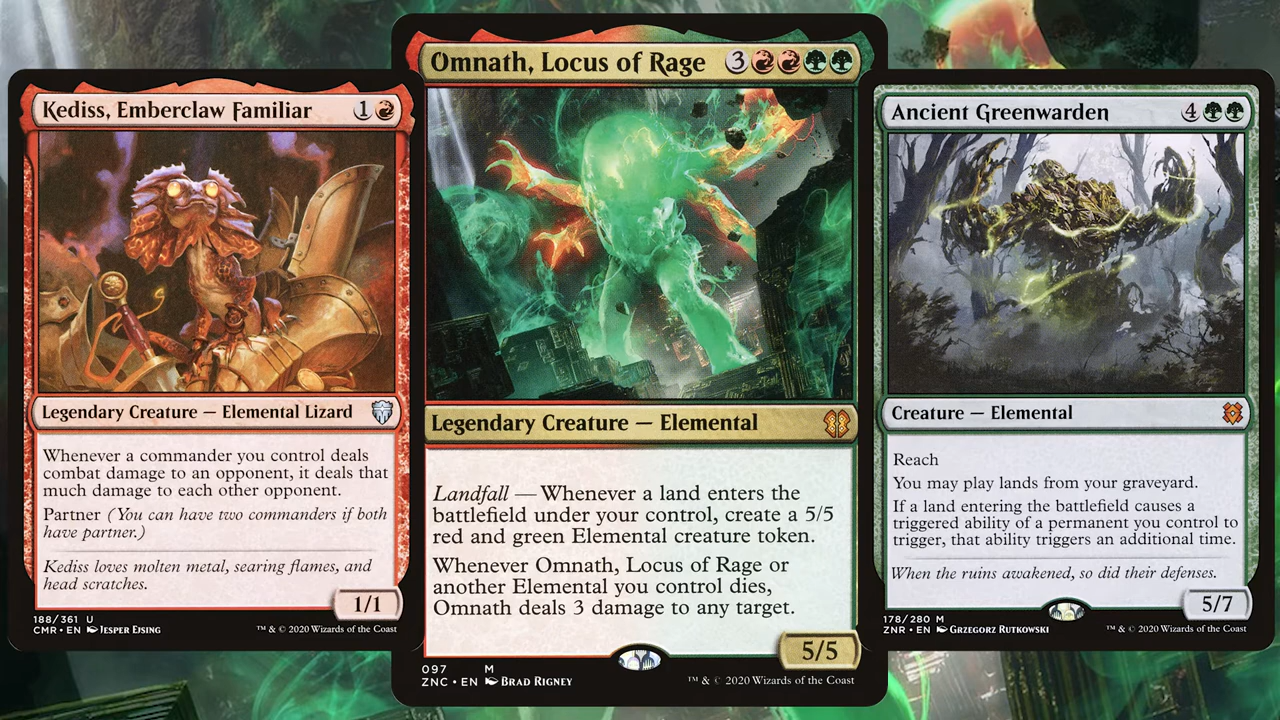 Kediss, Emberclaw Familiar 1
Legendary Creature — Elemental Lizard
Whenever a commander you control deals
combat damage to an opponent, it deals that
much damage to each other opponent.
Partner (You can have two commanders if both
have partner.)
Kediss loves molten metal, searing flames, and
head scratches.
1/1
188/361 U
CMR • EN Jesper Ejsing
™ & © 2020 Wizards of the Coast
Omnath, Locus of Rage 3
Legendary Creature — Elemental
Landfall — Whenever a land enters the
battlefield under your control, create a 5/5
red and green Elemental creature token.
Whenever Omnath, Locus of Rage or
another Elemental you control dies,
Omnath deals 3 damage to any target.
5/5
097 M
ZNC • EN Brad Rigney
™ & © 2020 Wizards of the Coast
Ancient Greenwarden 4
Creature — Elemental
Reach
You may play lands from your graveyard.
If a land entering the battlefield causes a
triggered ability of a permanent you control to
trigger, that ability triggers an additional time.
When the ruins awakened, so did their defenses.
5/7
178/280 M
ZNR • EN Grzegorz Rutkowski
™ & © 2020 Wizards of the Coast